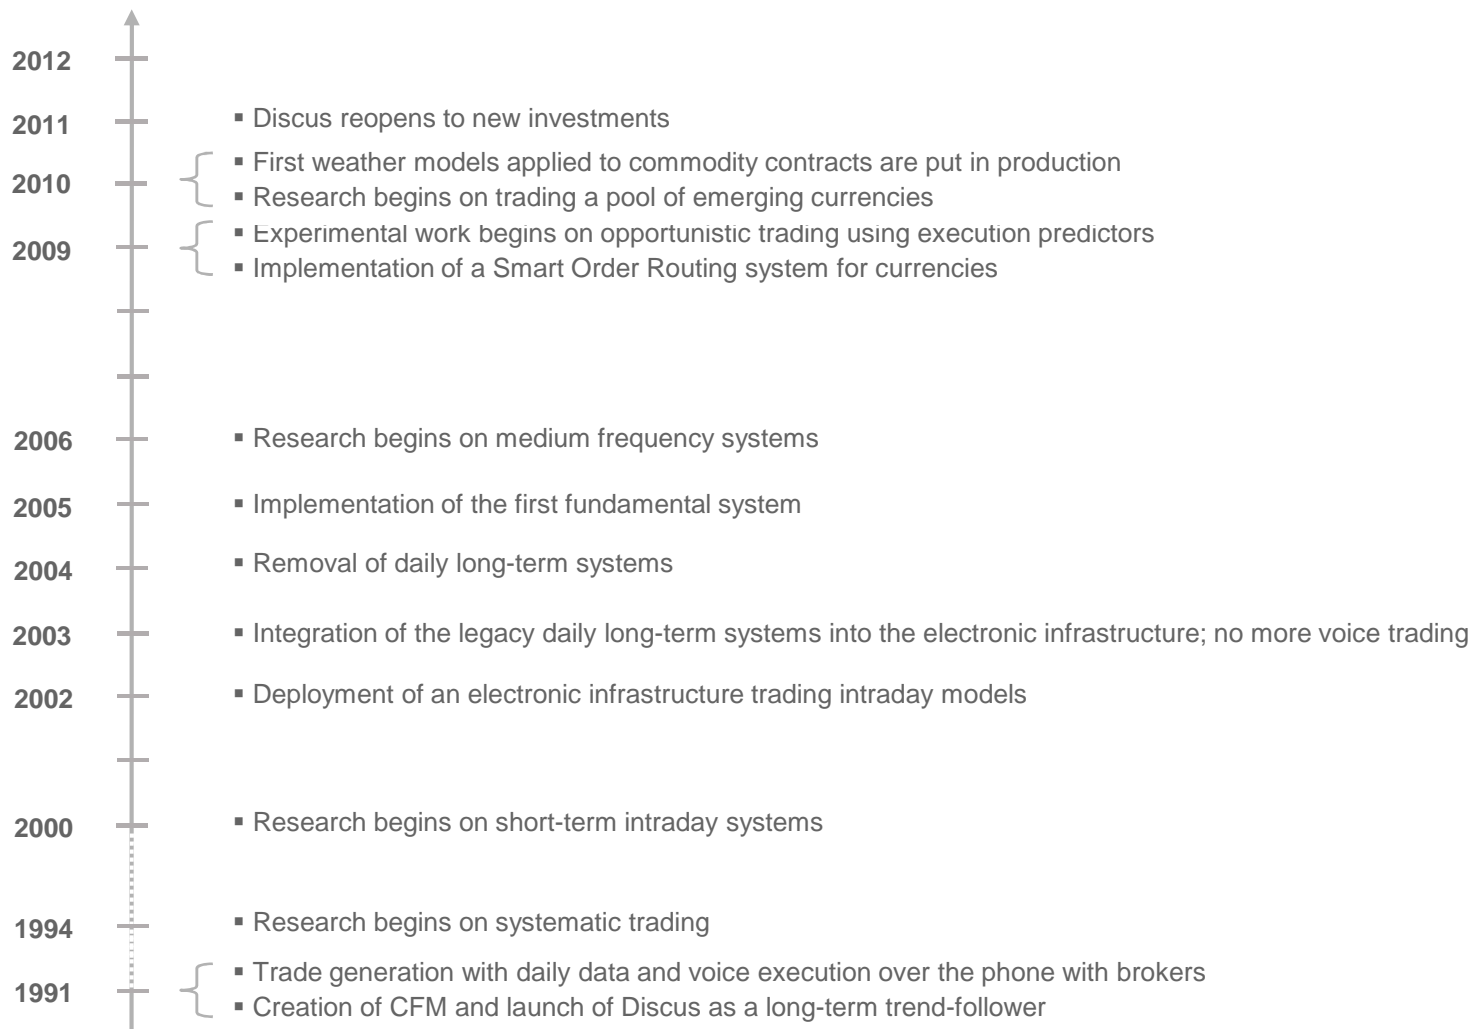 2012
2011 ▪ Discus reopens to new investments
▪ First weather models applied to commodity contracts are put in production
2010
▪ Research begins on trading a pool of emerging currencies
▪ Experimental work begins on opportunistic trading using execution predictors
2009
▪ Implementation of a Smart Order Routing system for currencies
2006 ▪ Research begins on medium frequency systems
2005 ▪ Implementation of the first fundamental system
2004 ▪ Removal of daily long-term systems
2003 ▪ Integration of the legacy daily long-term systems into the electronic infrastructure; no more voice trading
2002 ▪ Deployment of an electronic infrastructure trading intraday models
2000 ▪ Research begins on short-term intraday systems
1994 ▪ Research begins on systematic trading
▪ Trade generation with daily data and voice execution over the phone with brokers
1991
▪ Creation of CFM and launch of Discus as a long-term trend-follower